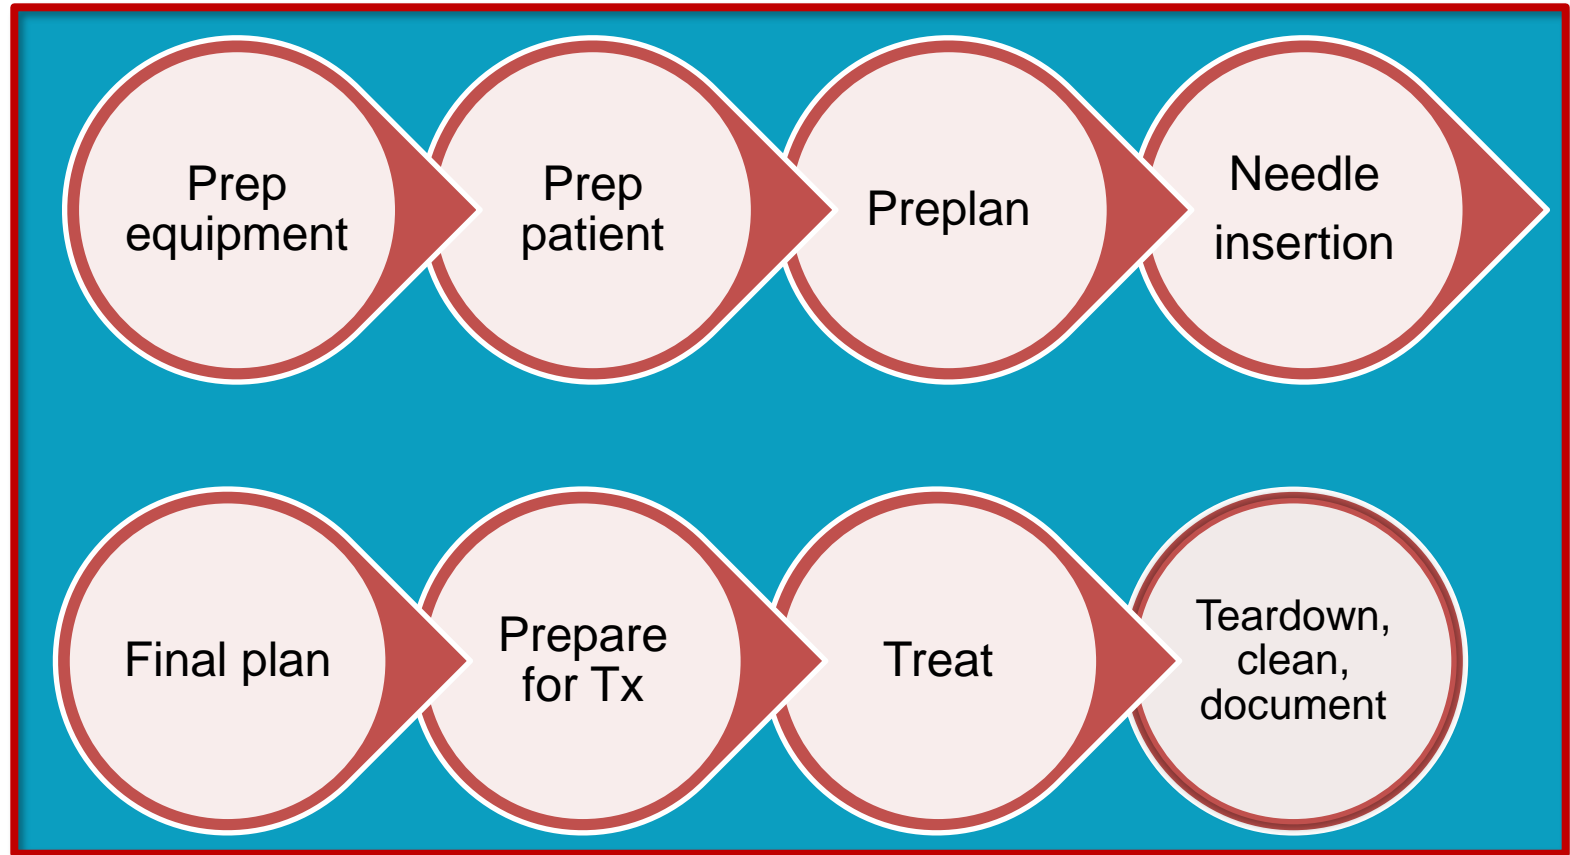 Prep
equipment
Prep
patient
Preplan
Needle
insertion
Final plan
Prepare
for Tx
Treat
Teardown,
clean,
document